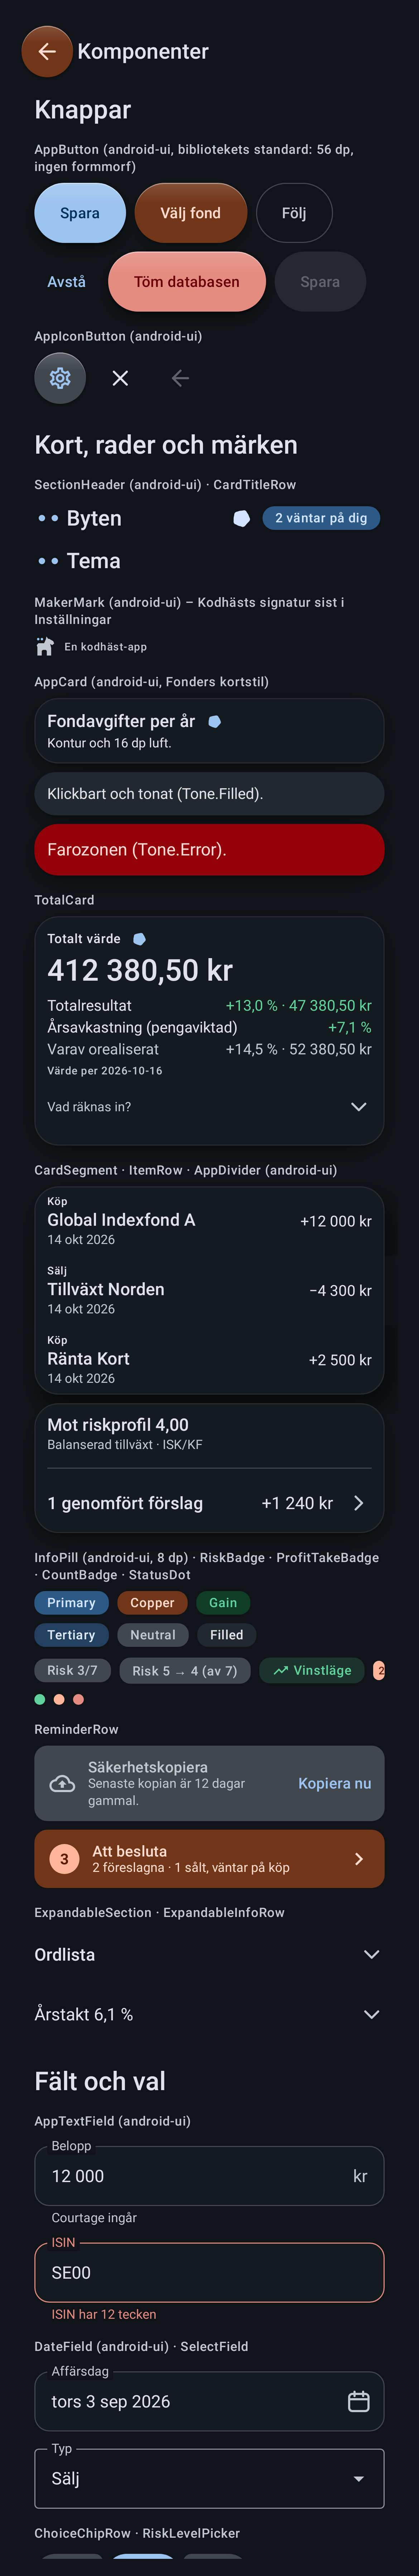 Komponenter
Knappar
AppButton (android-ui, bibliotekets standard: 56 dp,
ingen formmorf)
Spara
Välj fond
Följ
Avstå
Töm databasen
Spara
AppIconButton (android-ui)
Kort, rader och märken
SectionHeader (android-ui) · CardTitleRow
Byten
2 väntar på dig
Tema
MakerMark (android-ui) – Kodhästs signatur sist i
Inställningar
En kodhäst-app
AppCard (android-ui, Fonders kortstil)
Fondavgifter per år
Kontur och 16 dp luft.
Klickbart och tonat (Tone.Filled).
Farozonen (Tone.Error).
TotalCard
Totalt värde
412 380,50 kr
Totalresultat +13,0 % · 47 380,50 kr
Årsavkastning (pengaviktad) +7,1 %
Varav orealiserat +14,5 % · 52 380,50 kr
Värde per 2026-10-16
Vad räknas in?
CardSegment · ItemRow · AppDivider (android-ui)
Köp
Global Indexfond A +12 000 kr
14 okt 2026
Sälj
Tillväxt Norden −4 300 kr
14 okt 2026
Köp
Ränta Kort +2 500 kr
14 okt 2026
Mot riskprofil 4,00
Balanserad tillväxt · ISK/KF
1 genomfört förslag +1 240 kr
InfoPill (android-ui, 8 dp) · RiskBadge · ProfitTakeBadge
· CountBadge · StatusDot
Primary
Copper
Gain
Tertiary
Neutral
Filled
Risk 3/7
Risk 5 → 4 (av 7)
Vinstläge
2
ReminderRow
Säkerhetskopiera
Senaste kopian är 12 dagar
gammal.
Kopiera nu
3
Att besluta
2 föreslagna · 1 sålt, väntar på köp
ExpandableSection · ExpandableInfoRow
Ordlista
Årstakt 6,1 %
Fält och val
AppTextField (android-ui)
Belopp
12 000 kr
Courtage ingår
ISIN
SE00
ISIN har 12 tecken
DateField (android-ui) · SelectField
Affärsdag
tors 3 sep 2026
Typ
Sälj
ChoiceChipRow · RiskLevelPicker